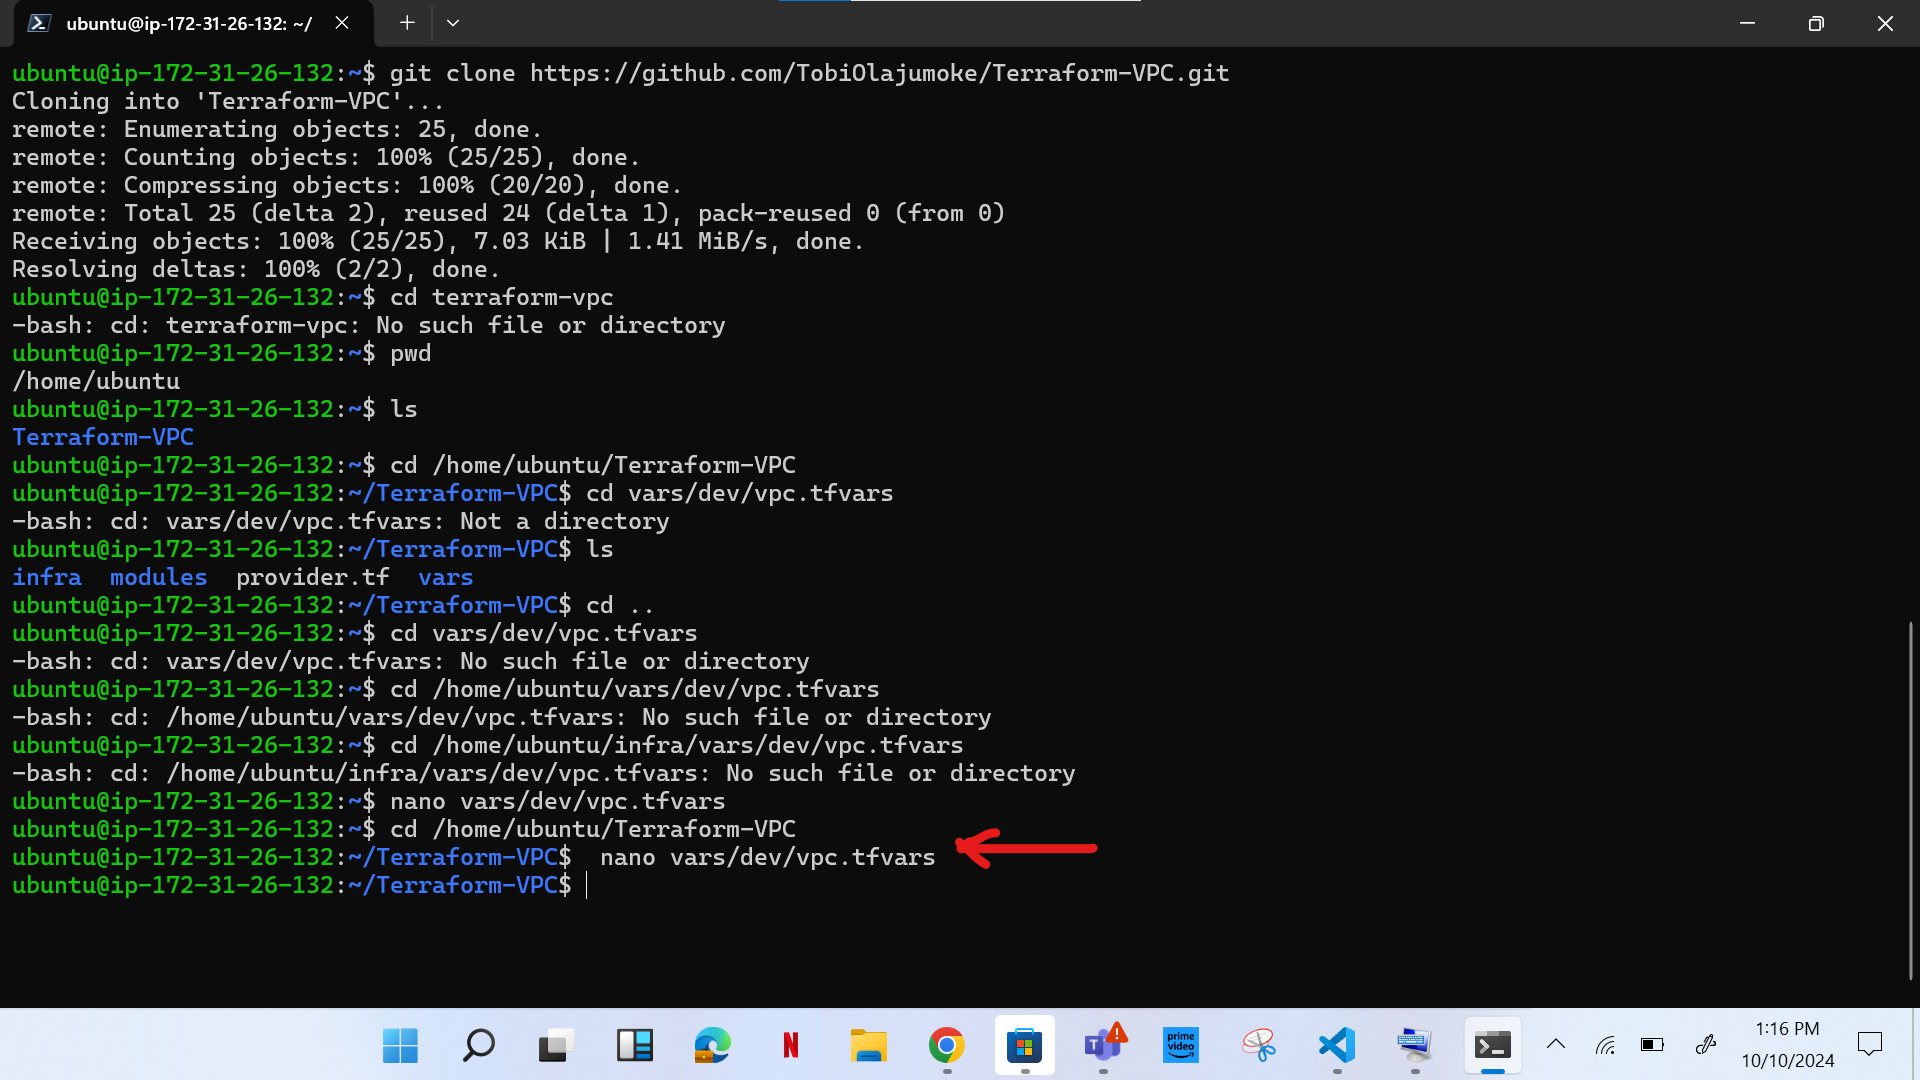 ubuntu@ip-172-31-26-132: ~/
ubuntu@ip-172-31-26-132:~$ git clone https://github.com/TobiOlajumoke/Terraform-VPC.git
Cloning into 'Terraform-VPC'...
remote: Enumerating objects: 25, done.
remote: Counting objects: 100% (25/25), done.
remote: Compressing objects: 100% (20/20), done.
remote: Total 25 (delta 2), reused 24 (delta 1), pack-reused 0 (from 0)
Receiving objects: 100% (25/25), 7.03 KiB | 1.41 MiB/s, done.
Resolving deltas: 100% (2/2), done.
ubuntu@ip-172-31-26-132:~$ cd terraform-vpc
-bash: cd: terraform-vpc: No such file or directory
ubuntu@ip-172-31-26-132:~$ pwd
/home/ubuntu
ubuntu@ip-172-31-26-132:~$ ls
Terraform-VPC
ubuntu@ip-172-31-26-132:~$ cd /home/ubuntu/Terraform-VPC
ubuntu@ip-172-31-26-132:~/Terraform-VPC$ cd vars/dev/vpc.tfvars
-bash: cd: vars/dev/vpc.tfvars: Not a directory
ubuntu@ip-172-31-26-132:~/Terraform-VPC$ ls
infra  modules  provider.tf  vars
ubuntu@ip-172-31-26-132:~/Terraform-VPC$ cd ..
ubuntu@ip-172-31-26-132:~$ cd vars/dev/vpc.tfvars
-bash: cd: vars/dev/vpc.tfvars: No such file or directory
ubuntu@ip-172-31-26-132:~$ cd /home/ubuntu/vars/dev/vpc.tfvars
-bash: cd: /home/ubuntu/vars/dev/vpc.tfvars: No such file or directory
ubuntu@ip-172-31-26-132:~$ cd /home/ubuntu/infra/vars/dev/vpc.tfvars
-bash: cd: /home/ubuntu/infra/vars/dev/vpc.tfvars: No such file or directory
ubuntu@ip-172-31-26-132:~$ nano vars/dev/vpc.tfvars
ubuntu@ip-172-31-26-132:~$ cd /home/ubuntu/Terraform-VPC
ubuntu@ip-172-31-26-132:~/Terraform-VPC$  nano vars/dev/vpc.tfvars
ubuntu@ip-172-31-26-132:~/Terraform-VPC$
N
T
prime video
1:16 PM
10/10/2024